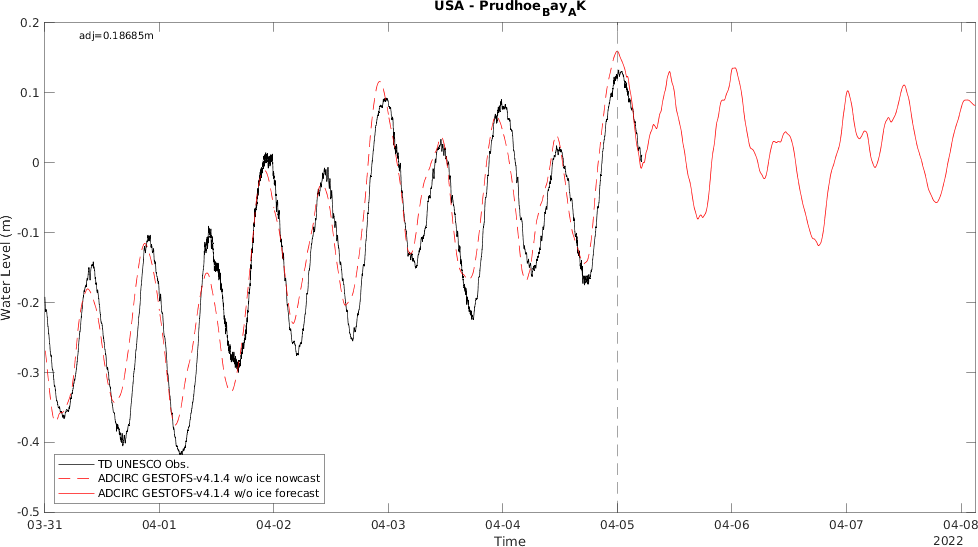 USA - Prudhoe_Bay_AK
adj=0.18685m
0.2
0.1
0
-0.1
-0.2
-0.3
-0.4
-0.5
Water Level (m)
TD UNESCO Obs.
ADCIRC GESTOFS-v4.1.4 w/o ice nowcast
ADCIRC GESTOFS-v4.1.4 w/o ice forecast
03-31 04-01 04-02 04-03 04-04 04-05 04-06 04-07 04-08
Time
2022